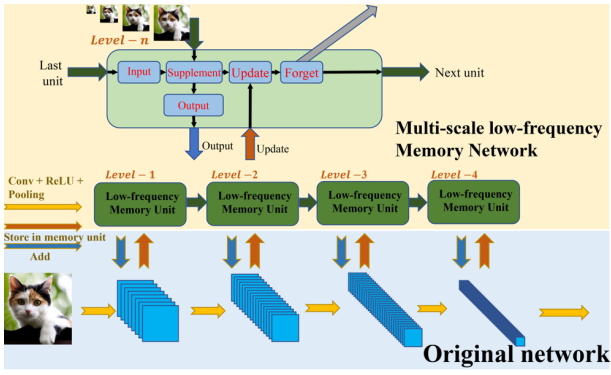 Level−n
Last
unit
Input
Supplement
Update
Forget
Next unit
Output
Output
Update
Multi-scale low-frequency
Memory Network
Conv + ReLU +
Pooling
Store in memory unit
Add
Level−1
Level−2
Level−3
Level−4
Low-frequency
Memory Unit
Low-frequency
Memory Unit
Low-frequency
Memory Unit
Low-frequency
Memory Unit
Original network